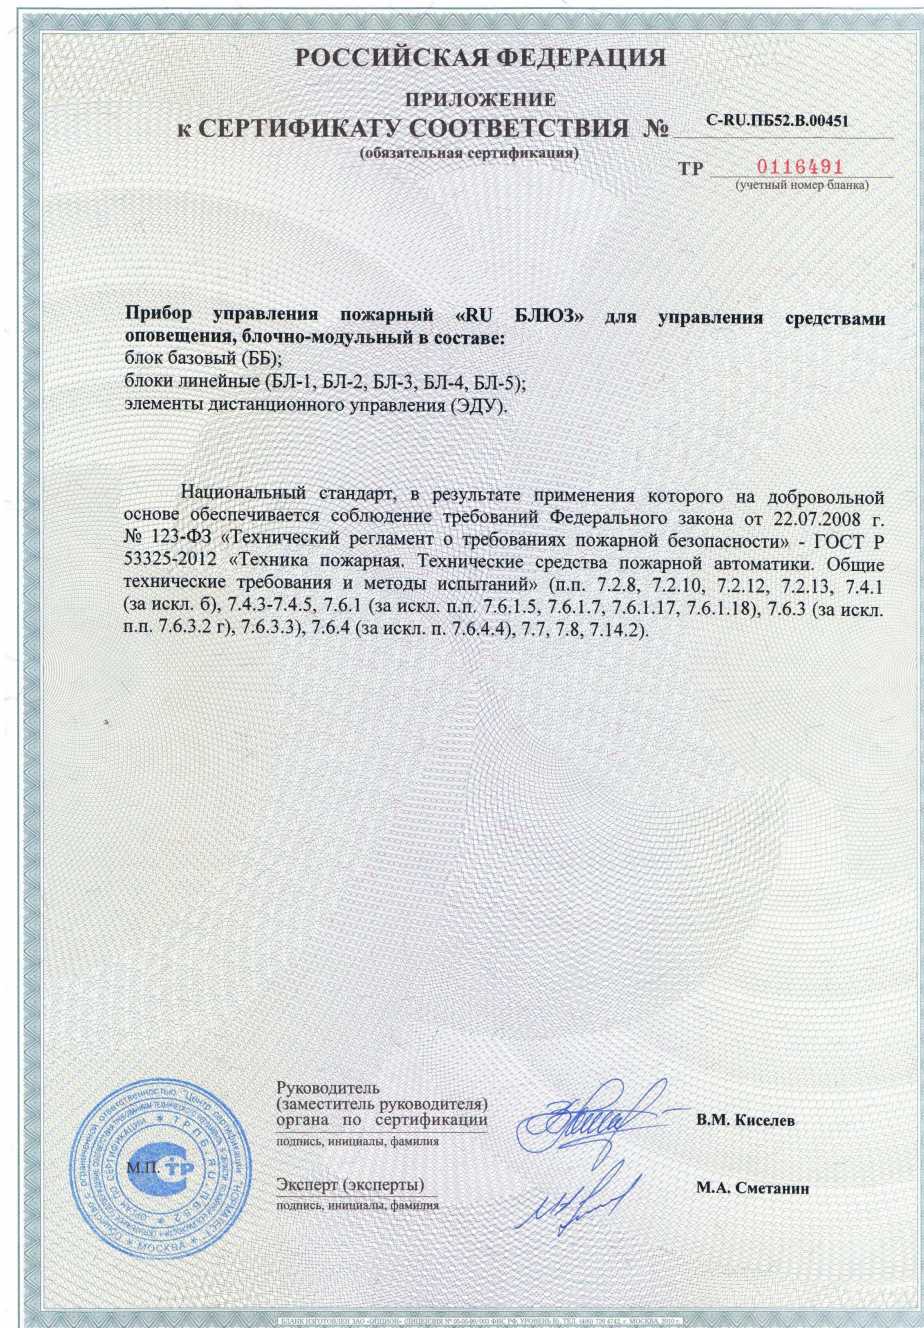 РОССИЙСКАЯ ФЕДЕРАЦИЯ
ПРИЛОЖЕНИЕ
к СЕРТИФИКАТУ СООТВЕТСТВИЯ № C-RU.ПБ52.В.00451
(обязательная сертификация)
ТР 0116491
(учетный номер бланка)
Прибор управления пожарный «RU БЛЮЗ» для управления средствами
оповещения, блочно-модульный в составе:
блок базовый (ББ);
блоки линейные (БЛ-1, БЛ-2, БЛ-3, БЛ-4, БЛ-5);
элементы дистанционного управления (ЭДУ).
Национальный стандарт, в результате применения которого на добровольной
основе обеспечивается соблюдение требований Федерального закона от 22.07.2008 г.
№ 123-ФЗ «Технический регламент о требованиях пожарной безопасности» - ГОСТ Р
53325-2012 «Техника пожарная. Технические средства пожарной автоматики. Общие
технические требования и методы испытаний» (п.п. 7.2.8, 7.2.10, 7.2.12, 7.2.13, 7.4.1
(за искл. б), 7.4.3-7.4.5, 7.6.1 (за искл. п.п. 7.6.1.5, 7.6.1.7, 7.6.1.17, 7.6.1.18), 7.6.3 (за искл.
п.п. 7.6.3.2 г), 7.6.3.3), 7.6.4 (за искл. п. 7.6.4.4), 7.7, 7.8, 7.14.2).
Руководитель
(заместитель руководителя)
органа по сертификации
подпись, инициалы, фамилия
В.М. Киселев
М.П.
Эксперт (эксперты)
подпись, инициалы, фамилия
М.А. Сметанин
ТРПБ.RU.ПБ52
ОРГАН ПО СЕРТИФИКАЦИИ
МОСКВА